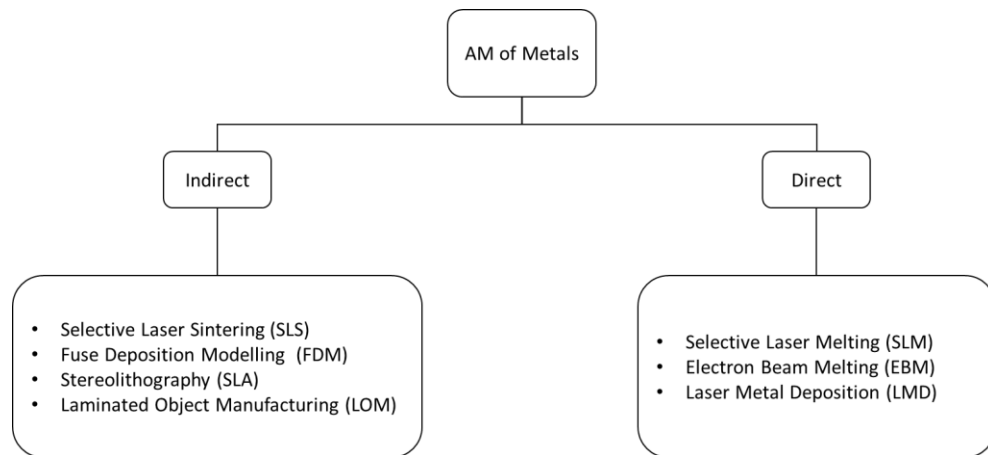 AM of Metals
Indirect
Direct
• Selective Laser Sintering (SLS)
• Fuse Deposition Modelling (FDM)
• Stereolithography (SLA)
• Laminated Object Manufacturing (LOM)
• Selective Laser Melting (SLM)
• Electron Beam Melting (EBM)
• Laser Metal Deposition (LMD)